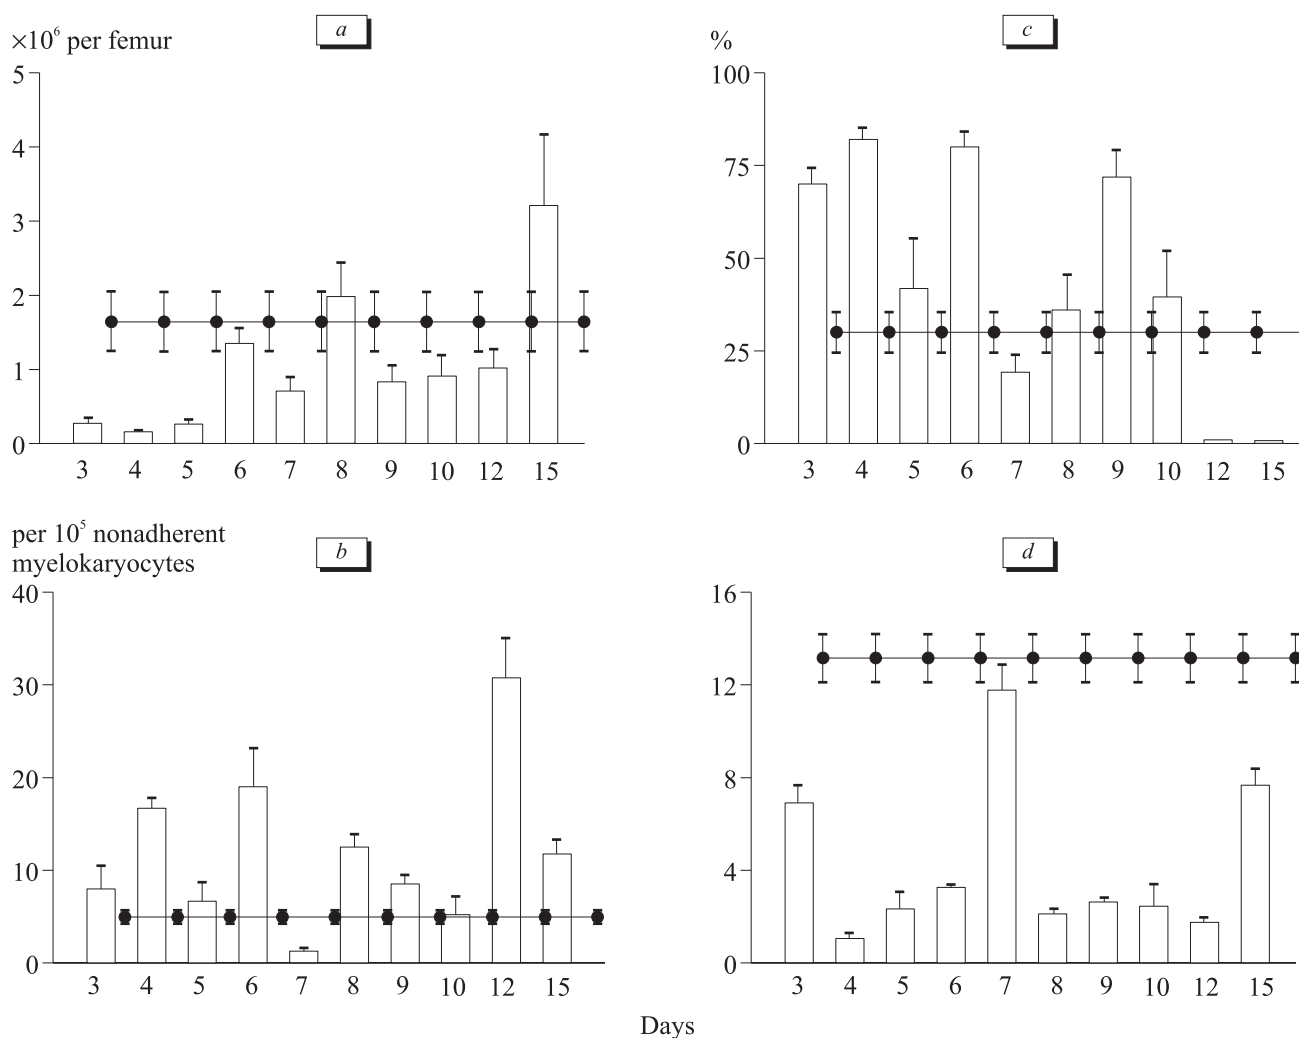 a
×10⁶ per femur
5
4
3
2
1
0
3 4 5 6 7 8 9 10 12 15
c
%
100
75
50
25
0
3 4 5 6 7 8 9 10 12 15
b
per 10⁵ nonadherent
myelokaryocytes
40
30
20
10
0
3 4 5 6 7 8 9 10 12 15
d
16
12
8
4
0
3 4 5 6 7 8 9 10 12 15
Days